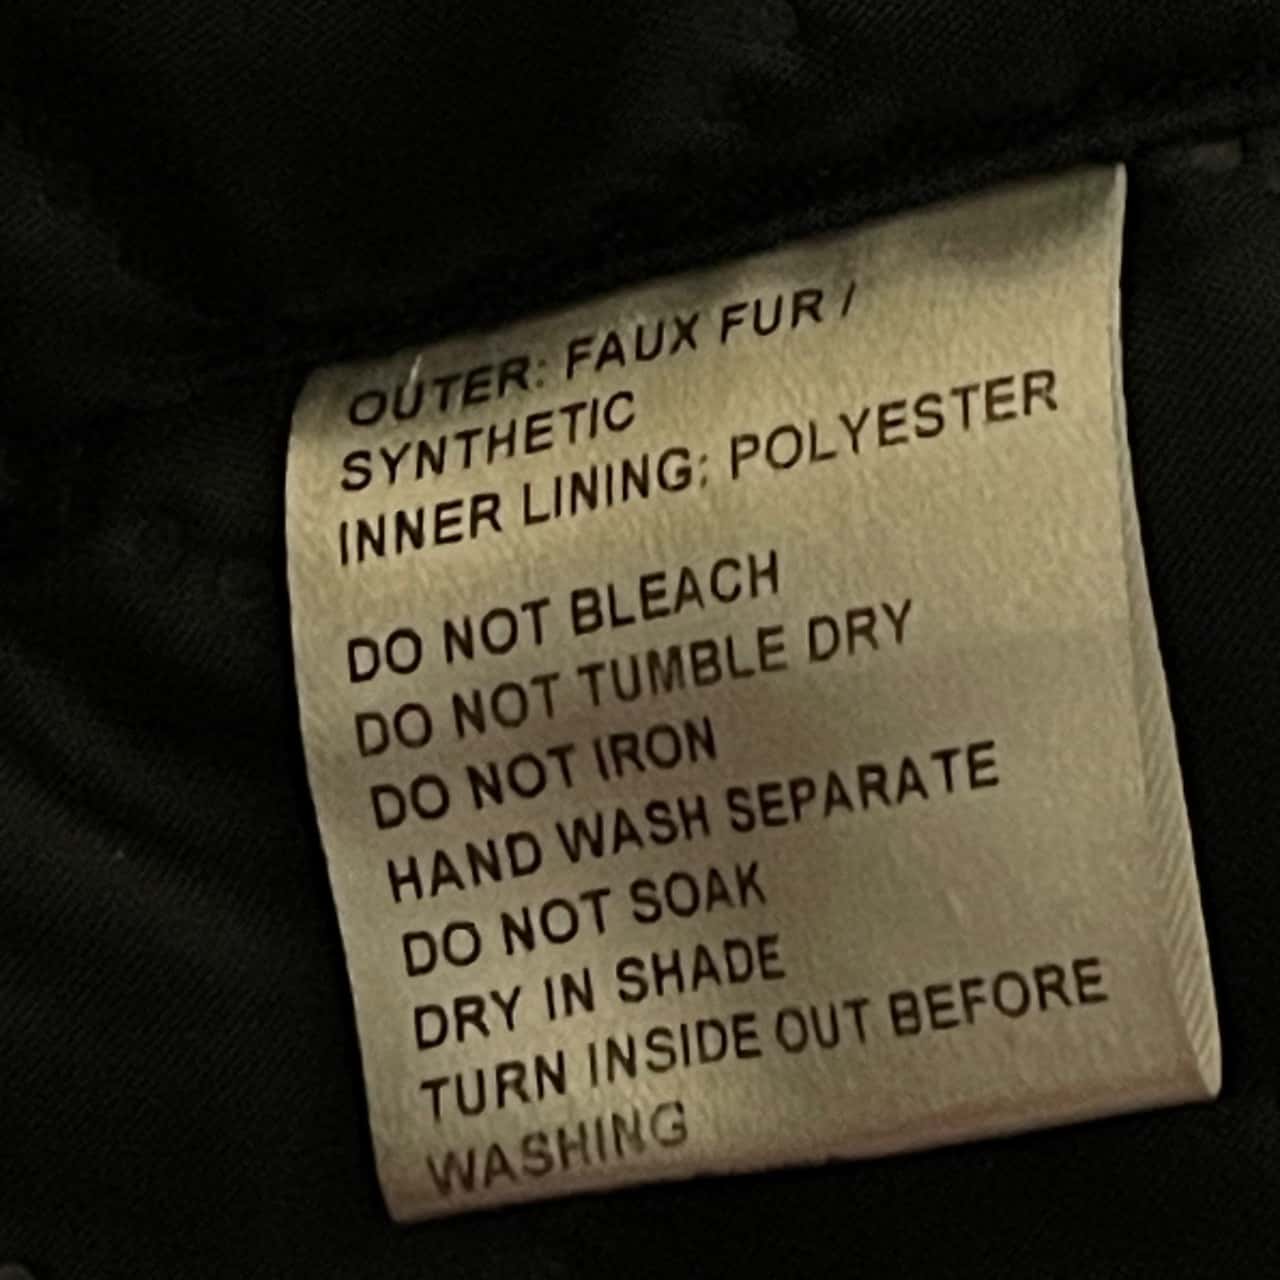 OUTER: FAUX FUR /
SYNTHETIC
INNER LINING: POLYESTER
DO NOT BLEACH
DO NOT TUMBLE DRY
DO NOT IRON
HAND WASH SEPARATE
DO NOT SOAK
DRY IN SHADE
TURN INSIDE OUT BEFORE
WASHING